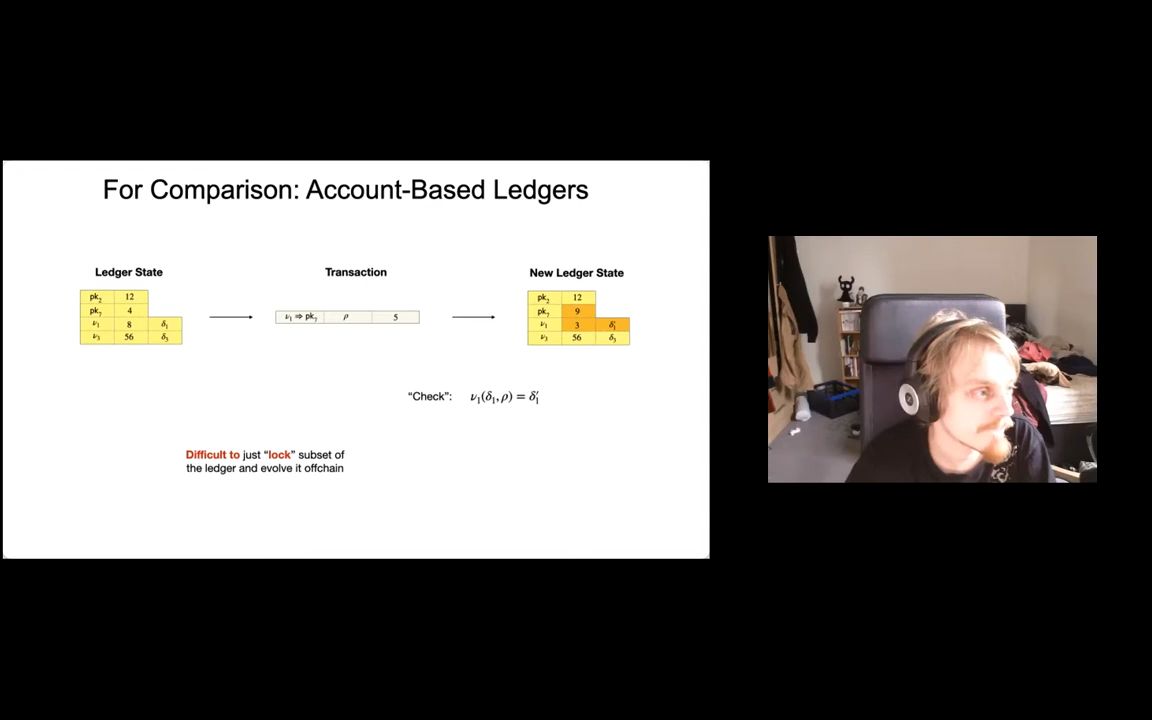 For Comparison: Account-Based Ledgers
Ledger State
Transaction
New Ledger State
pk₂ 12
pk₇ 4
ν₁ 8 δ₁
ν₃ 56 δ₃
ν₁ ⇒ pk₇ ρ 5
pk₂ 12
pk₇ 9
ν₁ 3 δ₁′
ν₃ 56 δ₃
“Check”: ν₁(δ₁, ρ) = δ₁′
Difficult to just “lock” subset of
the ledger and evolve it offchain